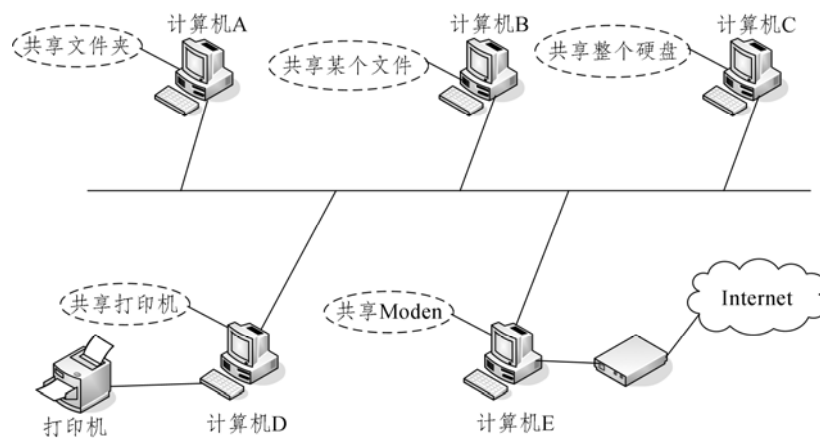 计算机A
计算机B
计算机C
共享文件夹
共享某个文件
共享整个硬盘
共享打印机
共享Moden
Internet
打印机
计算机D
计算机E